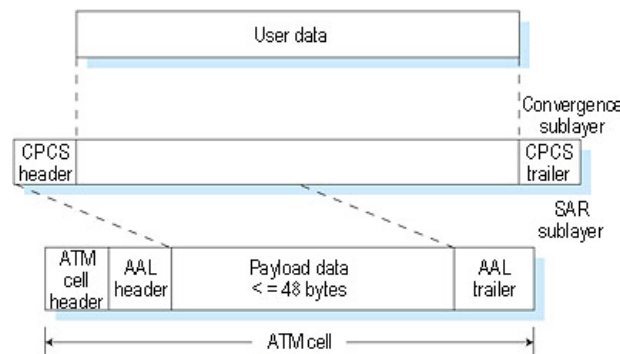 User data
Convergence
sublayer
CPCS
header
CPCS
trailer
SAR
sublayer
ATM
cell
header
AAL
header
Payload data
< = 48 bytes
AAL
trailer
ATM cell